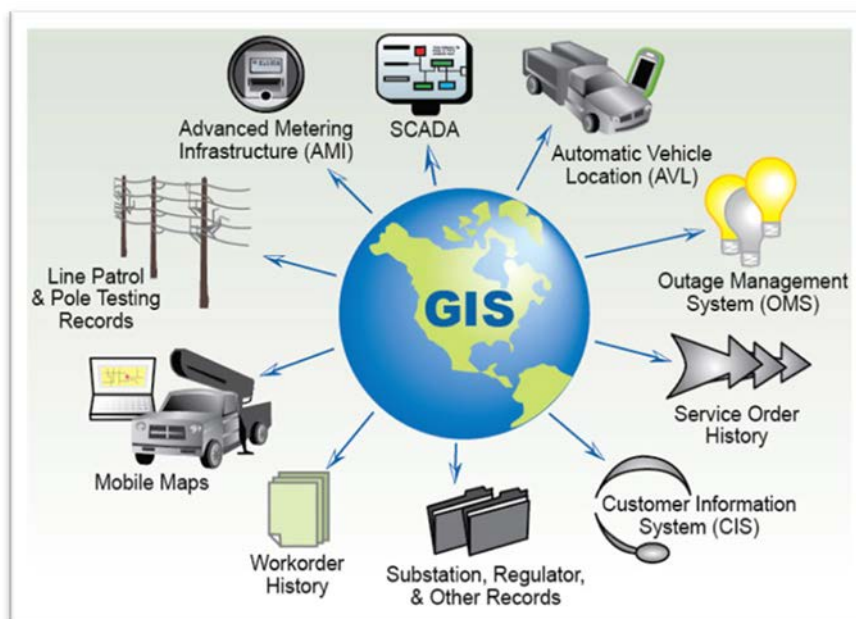 Advanced Metering
Infrastructure (AMI)
SCADA
Automatic Vehicle
Location (AVL)
Line Patrol
& Pole Testing
Records
GIS
Outage Management
System (OMS)
Service Order
History
Mobile Maps
Customer Information
System (CIS)
Workorder
History
Substation, Regulator,
& Other Records